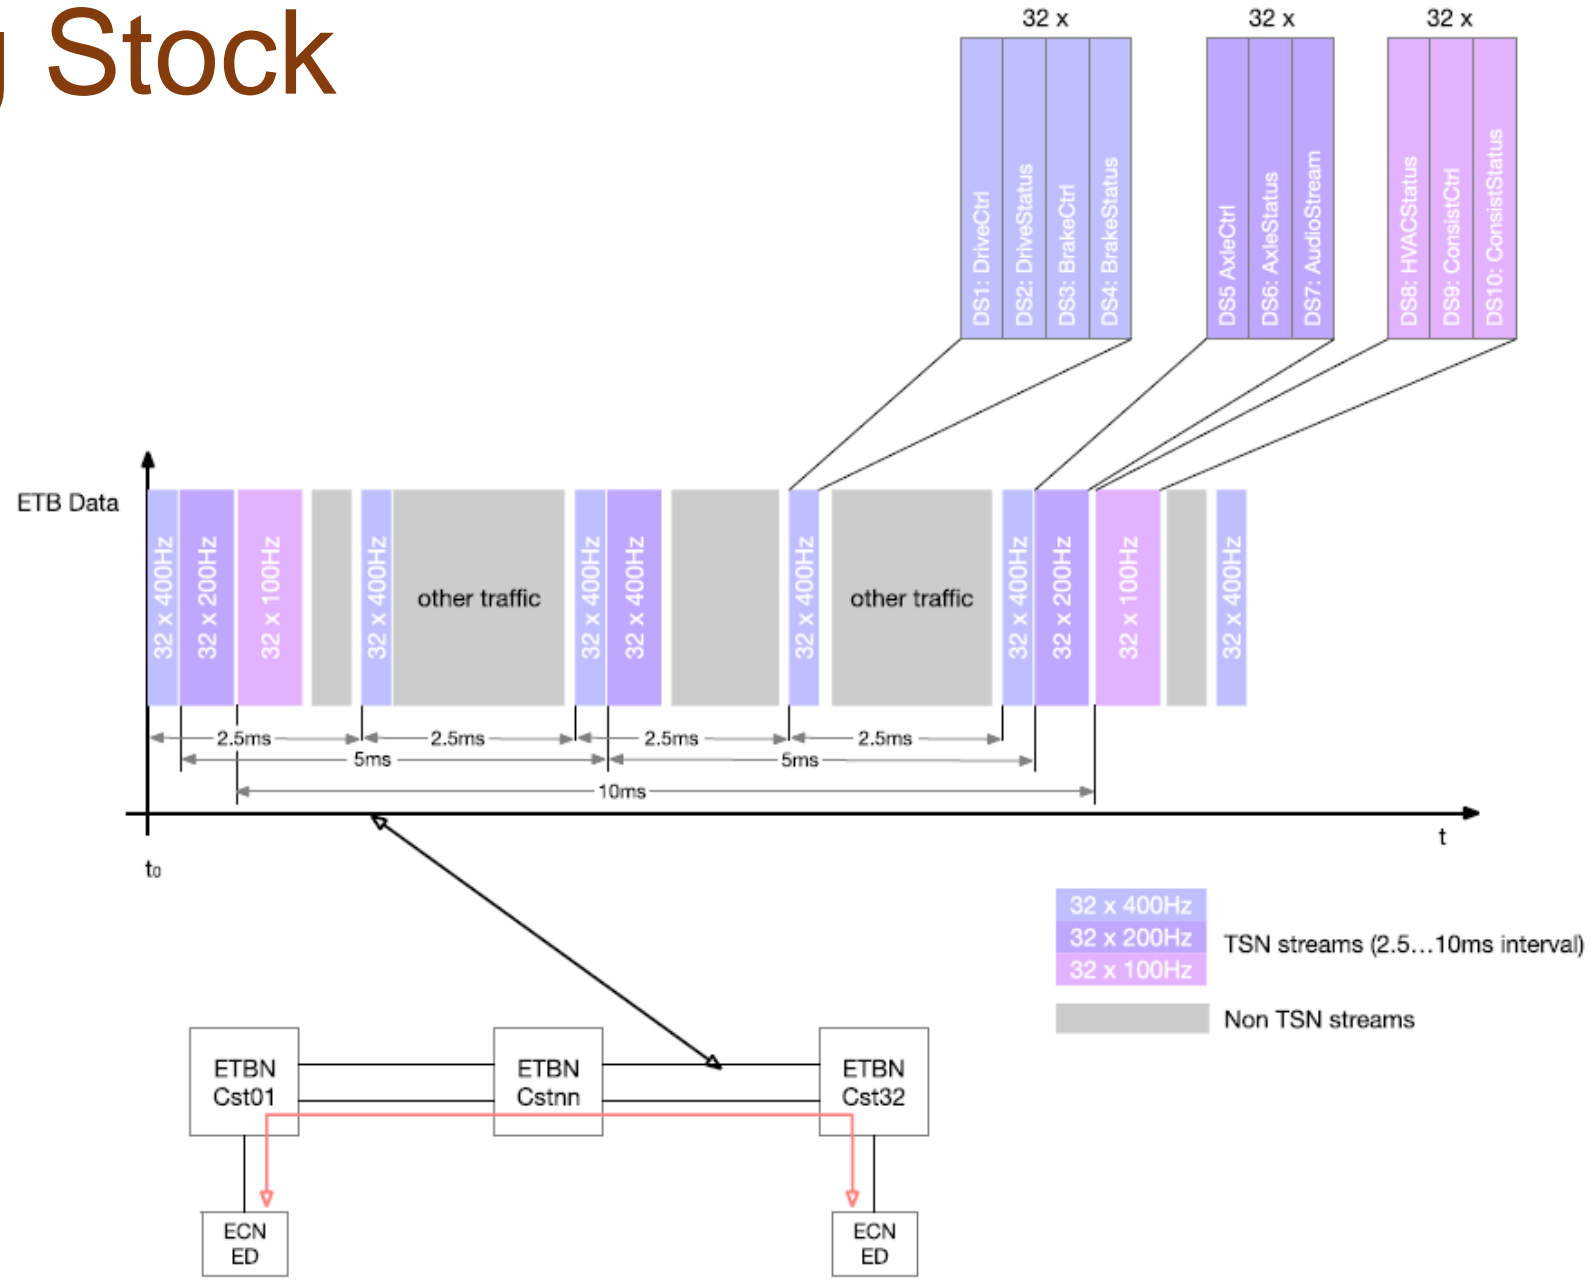 g Stock
32 x
32 x
32 x
DS1: DriveCtrl
DS2: DriveStatus
DS3: BrakeCtrl
DS4: BrakeStatus
DS5 AxleCtrl
DS6: AxleStatus
DS7: AudioStream
DS8: HVACStatus
DS9: ConsistCtrl
DS10: ConsistStatus
ETB Data
32 x 400Hz
32 x 200Hz
32 x 100Hz
32 x 400Hz
other traffic
32 x 400Hz
32 x 400Hz
32 x 400Hz
other traffic
32 x 400Hz
32 x 200Hz
32 x 100Hz
32 x 400Hz
2.5ms
2.5ms
2.5ms
2.5ms
5ms
5ms
10ms
t
t0
32 x 400Hz
32 x 200Hz
32 x 100Hz
TSN streams (2.5...10ms interval)
Non TSN streams
ETBN
Cst01
ETBN
Cstnn
ETBN
Cst32
ECN
ED
ECN
ED